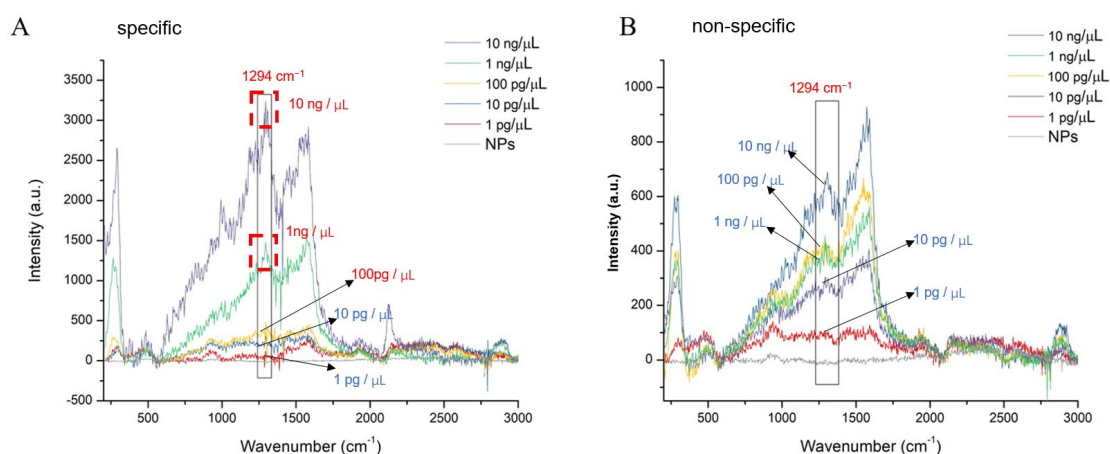 A
specific
10 ng/μL
1 ng/μL
100 pg/μL
10 pg/μL
1 pg/μL
NPs
1294 cm⁻¹
10 ng / μL
1ng / μL
100pg / μL
10 pg / μL
1 pg / μL
3500
3000
2500
2000
1500
1000
500
0
-500
Intensity (a.u.)
500
1000
1500
2000
2500
3000
Wavenumber (cm⁻¹)
B
non-specific
10 ng/μL
1 ng/μL
100 pg/μL
10 pg/μL
1 pg/μL
NPs
1294 cm⁻¹
10 ng / μL
100 pg / μL
1 ng / μL
10 pg / μL
1 pg / μL
1000
800
600
400
200
0
Intensity (a.u.)
500
1000
1500
2000
2500
3000
Wavenumber (cm⁻¹)